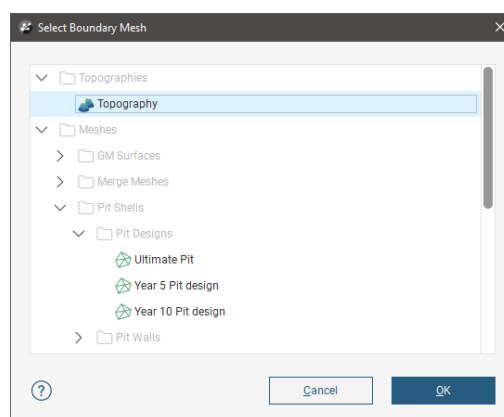 Select Boundary Mesh
Topographies
Topography
Meshes
GM Surfaces
Merge Meshes
Pit Shells
Pit Designs
Ultimate Pit
Year 5 Pit design
Year 10 Pit design
Pit Walls
?
Cancel
OK